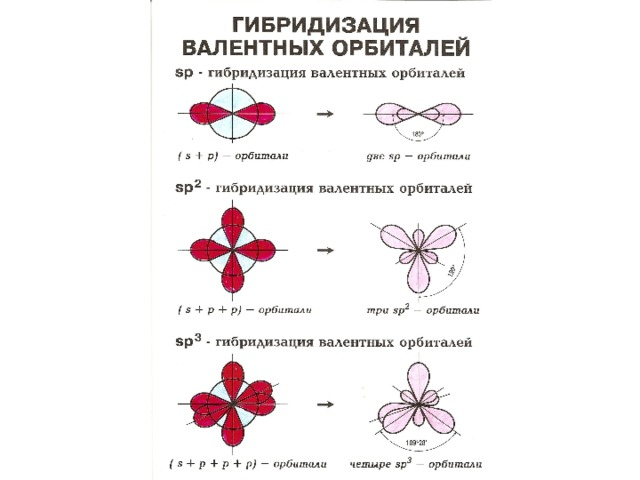 ГИБРИДИЗАЦИЯ
ВАЛЕНТНЫХ ОРБИТАЛЕЙ
sp - гибридизация валентных орбиталей
180°
( s + p) – орбитали
две sp – орбитали
sp² - гибридизация валентных орбиталей
120°
( s + p + p) – орбитали
три sp² – орбитали
sp³ - гибридизация валентных орбиталей
109°28'
( s + p + p + p) – орбитали
четыре sp³ – орбитали